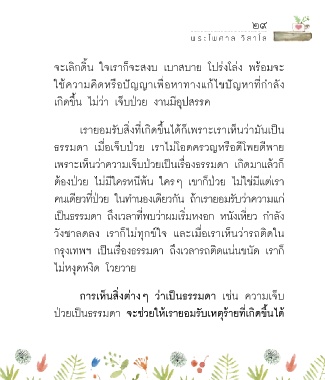 ๒๙
พระไพศาล วิสาโล
จะเลิกดิ้น ใจเราก็จะสงบ เบาสบาย โปร่งโล่ง พร้อมจะ
ใช้ความคิดหรือปัญญาเพื่อหาทางแก้ไขปัญหาที่กำลัง
เกิดขึ้น ไม่ว่า เจ็บป่วย งานมีอุปสรรค
เรายอมรับสิ่งที่เกิดขึ้นได้ก็เพราะเราเห็นว่ามันเป็น
ธรรมดา เมื่อเจ็บป่วย เราไม่โอดครวญหรือตีโพยตีพาย
เพราะเห็นว่าความเจ็บป่วยเป็นเรื่องธรรมดา เกิดมาแล้วก็
ต้องป่วย ไม่มีใครหนีพ้น ใครๆ เขาก็ป่วย ไม่ใช่มีแต่เรา
คนเดียวที่ป่วย ในทำนองเดียวกัน ถ้าเรายอมรับว่าความแก่
เป็นธรรมดา ถึงเวลาที่พบว่าผมเริ่มหงอก หนังเหี่ยว กำลัง
วังชาลดลง เราก็ไม่ทุกข์ใจ และเมื่อเราเห็นว่ารถติดใน
กรุงเทพฯ เป็นเรื่องธรรมดา ถึงเวลารถติดแน่นขนัด เราก็
ไม่หงุดหงิด โวยวาย
การเห็นสิ่งต่างๆ ว่าเป็นธรรมดา เช่น ความเจ็บ
ป่วยเป็นธรรมดา จะช่วยให้เรายอมรับเหตุร้ายที่เกิดขึ้นได้